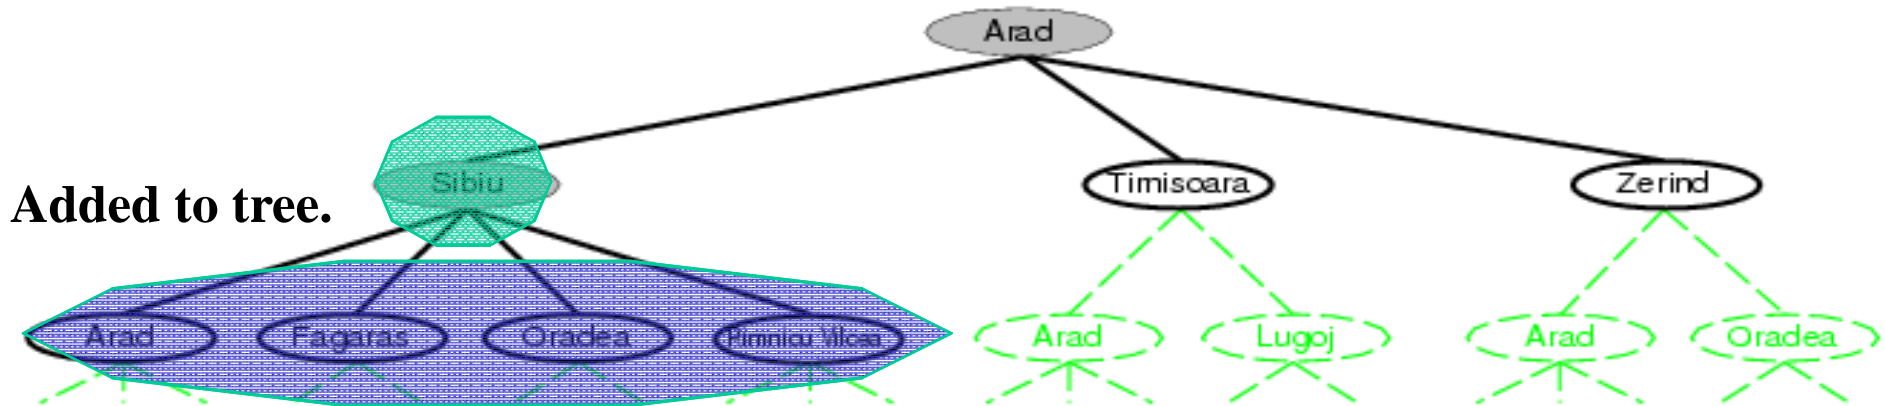 Arad
Sibiu
Timisoara
Zerind
Added to tree.
Arad
Fagaras
Oradea
Rimnicu Vilcea
Arad
Lugoj
Arad
Oradea